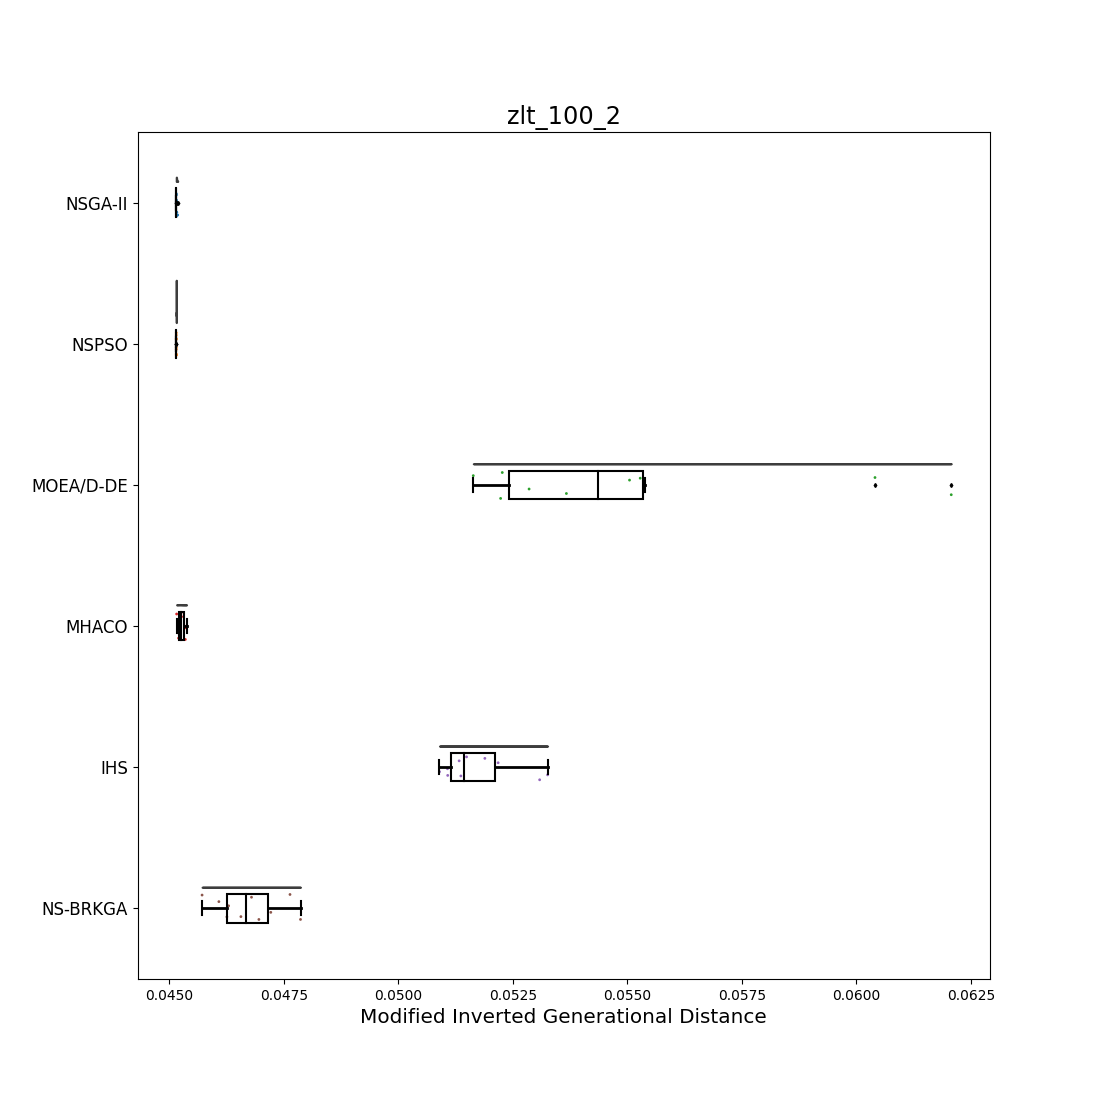 zlt_100_2
NSGA-II
NSPSO
MOEA/D-DE
MHACO
IHS
NS-BRKGA
0.0450 0.0475 0.0500 0.0525 0.0550 0.0575 0.0600 0.0625
Modified Inverted Generational Distance